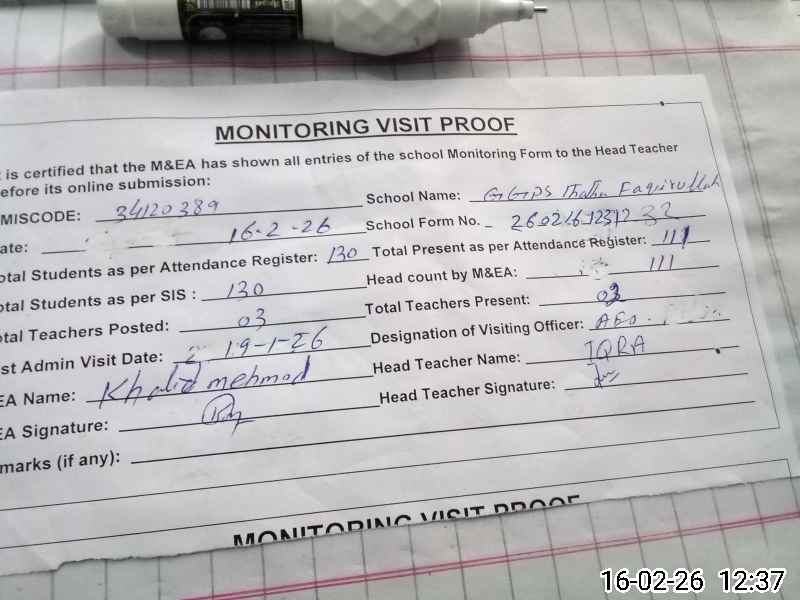 MONITORING VISIT PROOF
t is certified that the M&EA has shown all entries of the school Monitoring Form to the Head Teacher
efore its online submission:
MISCODE: 34120389 School Name: GGPS Faqirullah
ate: 16-2-26 School Form No. 260216123172
otal Students as per Attendance Register: 130 Total Present as per Attendance Register: 111
otal Students as per SIS : 130 Head count by M&EA: 111
otal Teachers Posted: 03 Total Teachers Present: 03
st Admin Visit Date: 19-1-26 Designation of Visiting Officer: AEO.
EA Name: Khalid mehmod Head Teacher Name: IQRA
EA Signature: Head Teacher Signature:
marks (if any):
MONITORING VISIT PROOF
16-02-26 12:37